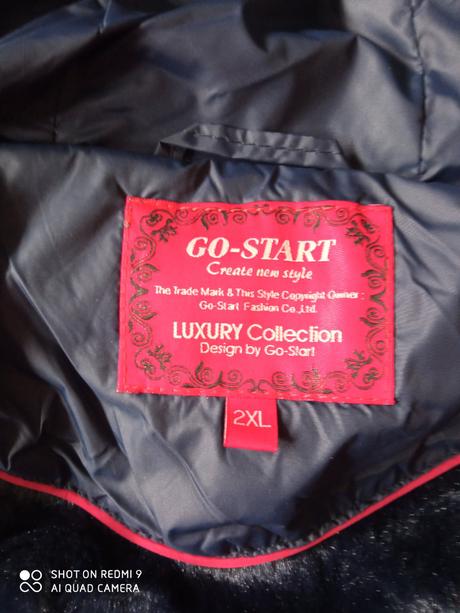 GO-START
Create new style
The Trade Mark & This Style Copyright Owner :
Go-Start Fashion Co.,Ltd.
LUXURY Collection
Design by Go-Start
2XL
SHOT ON REDMI 9
AI QUAD CAMERA